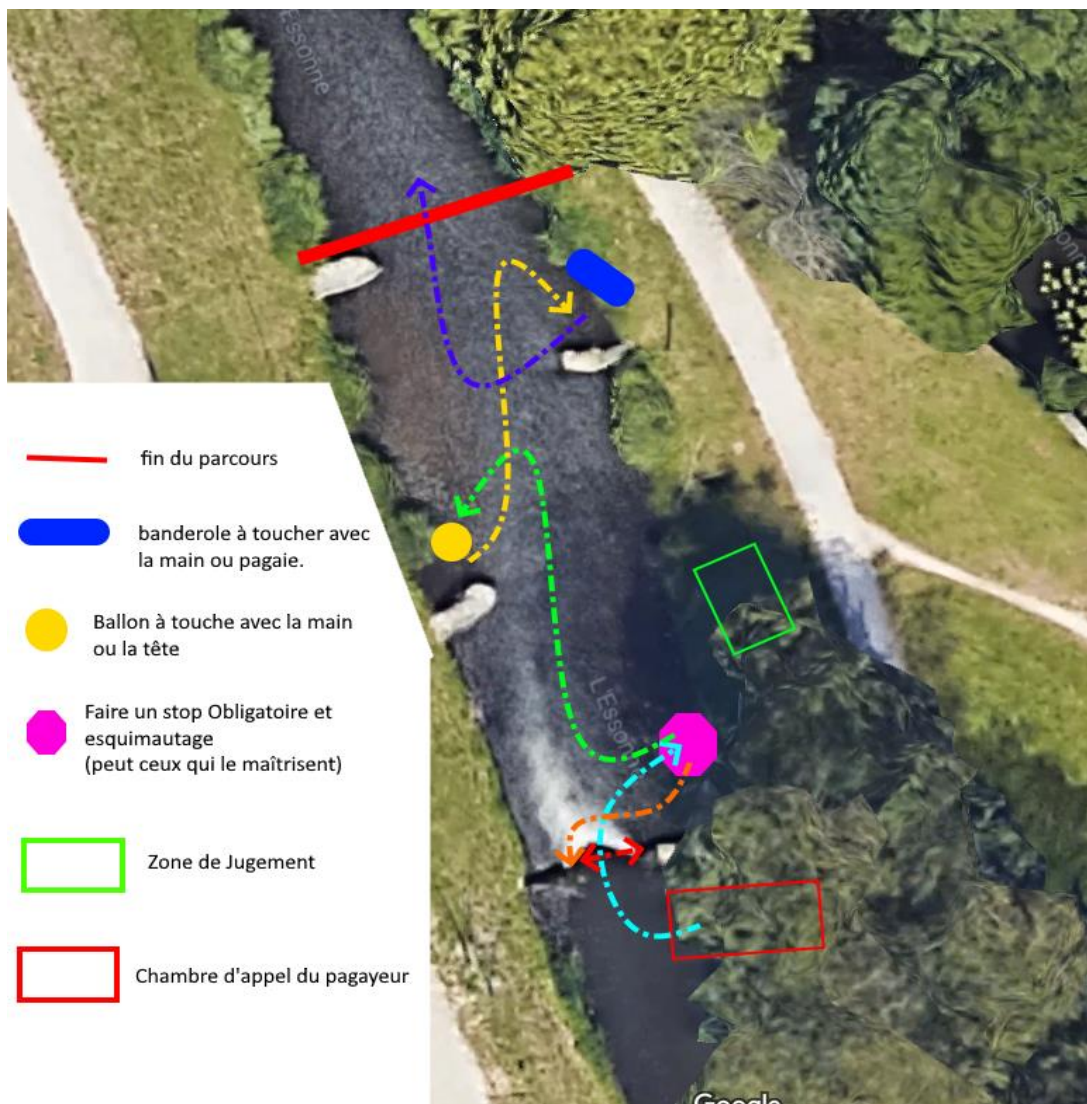 L'Essonne
fin du parcours
banderole à toucher avec
la main ou pagaie.
Ballon à touche avec la main
ou la tête
Faire un stop Obligatoire et
esquimautage
(peut ceux qui le maîtrisent)
L'Essonne
Zone de Jugement
Chambre d'appel du pagayeur
Google